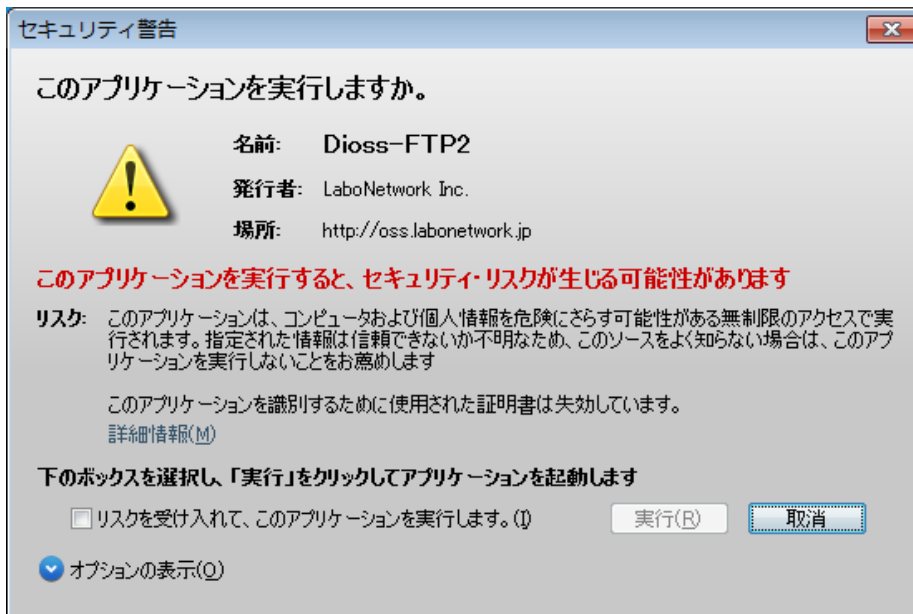 セキュリティ警告
このアプリケーションを実行しますか。
名前: Dioss-FTP2
発行者: LaboNetwork Inc.
場所: http://oss.labonetwork.jp
このアプリケーションを実行すると、セキュリティ・リスクが生じる可能性があります
リスク: このアプリケーションは、コンピュータおよび個人情報を危険にさらす可能性がある無制限のアクセスで実
行されます。指定された情報は信頼できないか不明なため、このソースをよく知らない場合は、このアプ
リケーションを実行しないことをお薦めします
このアプリケーションを識別するために使用された証明書は失効しています。
詳細情報(M)
下のボックスを選択し、「実行」をクリックしてアプリケーションを起動します
リスクを受け入れて、このアプリケーションを実行します。(I) 実行(R) 取消
オプションの表示(O)